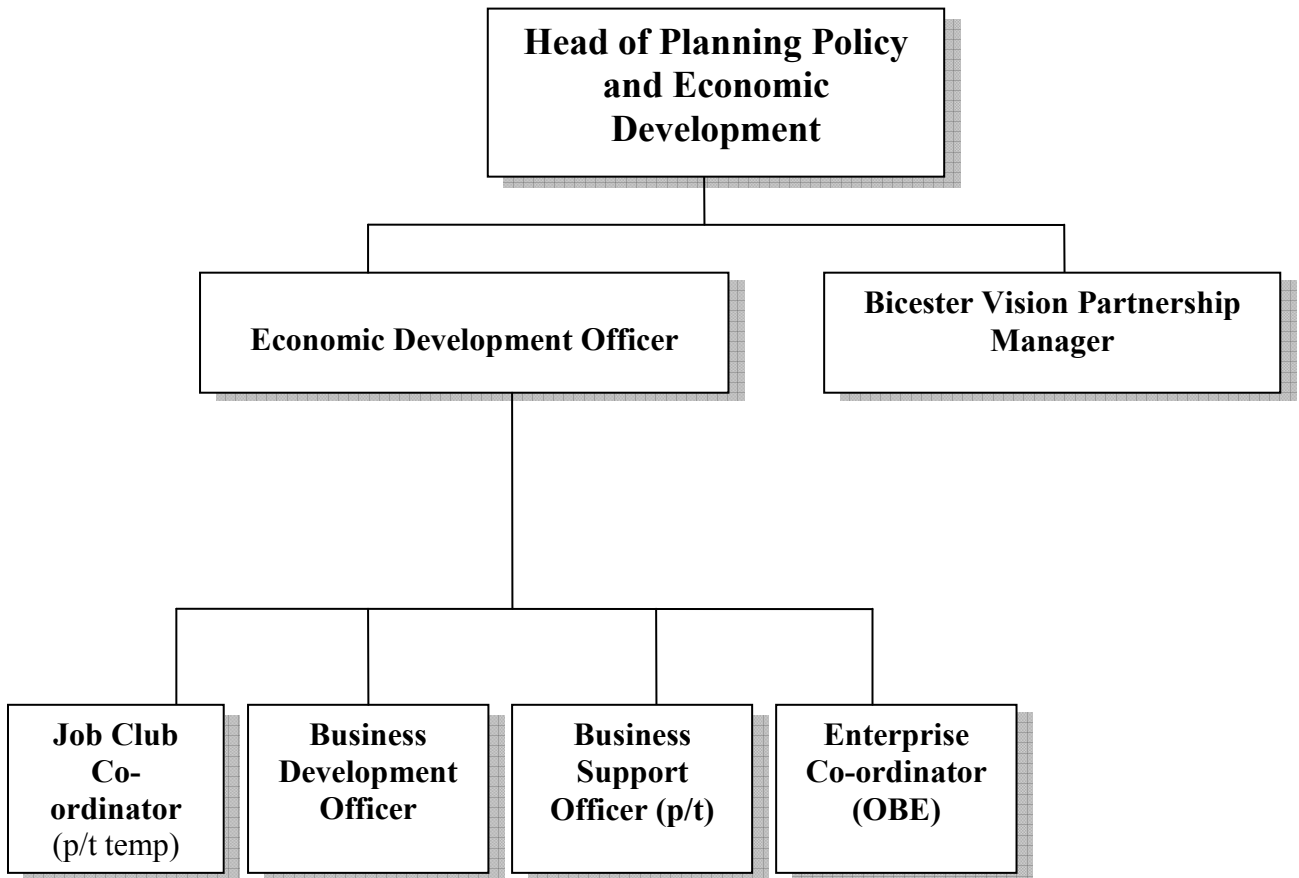 Head of Planning Policy
and Economic
Development
Economic Development Officer
Bicester Vision Partnership
Manager
Job Club
Co-
ordinator
(p/t temp)
Business
Development
Officer
Business
Support
Officer (p/t)
Enterprise
Co-ordinator
(OBE)